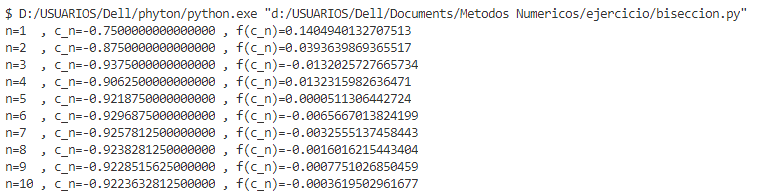 $ D:/USUARIOS/Dell/phyton/python.exe "d:/USUARIOS/Dell/Documents/Metodos Numericos/ejercicio/biseccion.py"
n=1  , c_n=-0.7500000000000000 , f(c_n)=0.1404940132707513
n=2  , c_n=-0.8750000000000000 , f(c_n)=0.0393639869365517
n=3  , c_n=-0.9375000000000000 , f(c_n)=-0.0132025727665734
n=4  , c_n=-0.9062500000000000 , f(c_n)=0.0132315982636471
n=5  , c_n=-0.9218750000000000 , f(c_n)=0.0000511306442724
n=6  , c_n=-0.9296875000000000 , f(c_n)=-0.0065667013824199
n=7  , c_n=-0.9257812500000000 , f(c_n)=-0.0032555137458443
n=8  , c_n=-0.9238281250000000 , f(c_n)=-0.0016016215443404
n=9  , c_n=-0.9228515625000000 , f(c_n)=-0.0007751026850459
n=10 , c_n=-0.9223632812500000 , f(c_n)=-0.0003619502961677